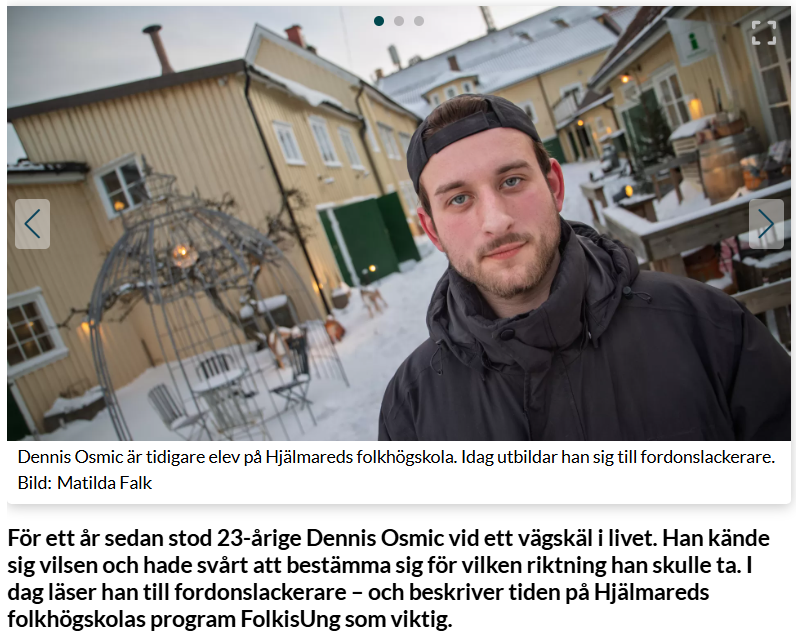 Dennis Osmic är tidigare elev på Hjälmareds folkhögskola. Idag utbildar han sig till fordonslackerare.
Bild: Matilda Falk
För ett år sedan stod 23-årige Dennis Osmic vid ett vägskäl i livet. Han kände
sig vilsen och hade svårt att bestämma sig för vilken riktning han skulle ta. I
dag läser han till fordonslackerare – och beskriver tiden på Hjälmareds
folkhögskolas program FolkisUng som viktig.